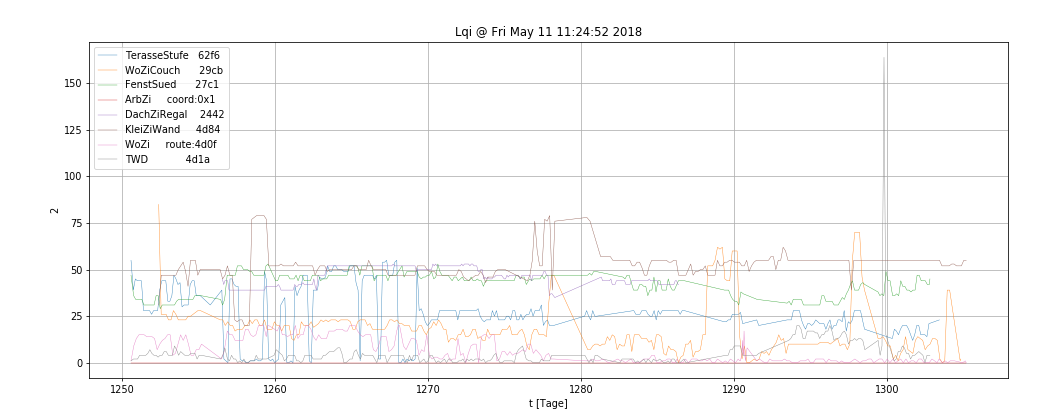 Lqi @ Fri May 11 11:24:52 2018
TerasseStufe 62f6
WoZiCouch 29cb
FenstSued 27c1
ArbZi coord:0x1
DachZiRegal 2442
KleiZiWand 4d84
WoZi route:4d0f
TWD 4d1a
150
125
100
75
50
25
0
2
1250 1260 1270 1280 1290 1300
t [Tage]